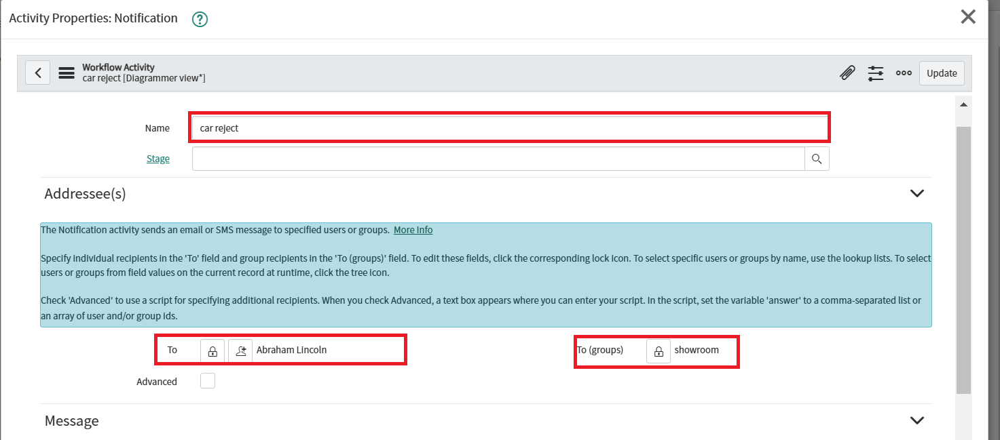 Activity Properties: Notification ?
Workflow Activity
car reject [Diagrammer view*]
Update
Name car reject
Stage
Addressee(s)
The Notification activity sends an email or SMS message to specified users or groups. More Info
Specify individual recipients in the 'To' field and group recipients in the 'To (groups)' field. To edit these fields, click the corresponding lock icon. To select specific users or groups by name, use the lookup lists. To select
users or groups from field values on the current record at runtime, click the tree icon.
Check 'Advanced' to use a script for specifying additional recipients. When you check Advanced, a text box appears where you can enter your script. In the script, set the variable 'answer' to a comma-separated list or
an array of user and/or group ids.
To Abraham Lincoln To (groups) showroom
Advanced
Message